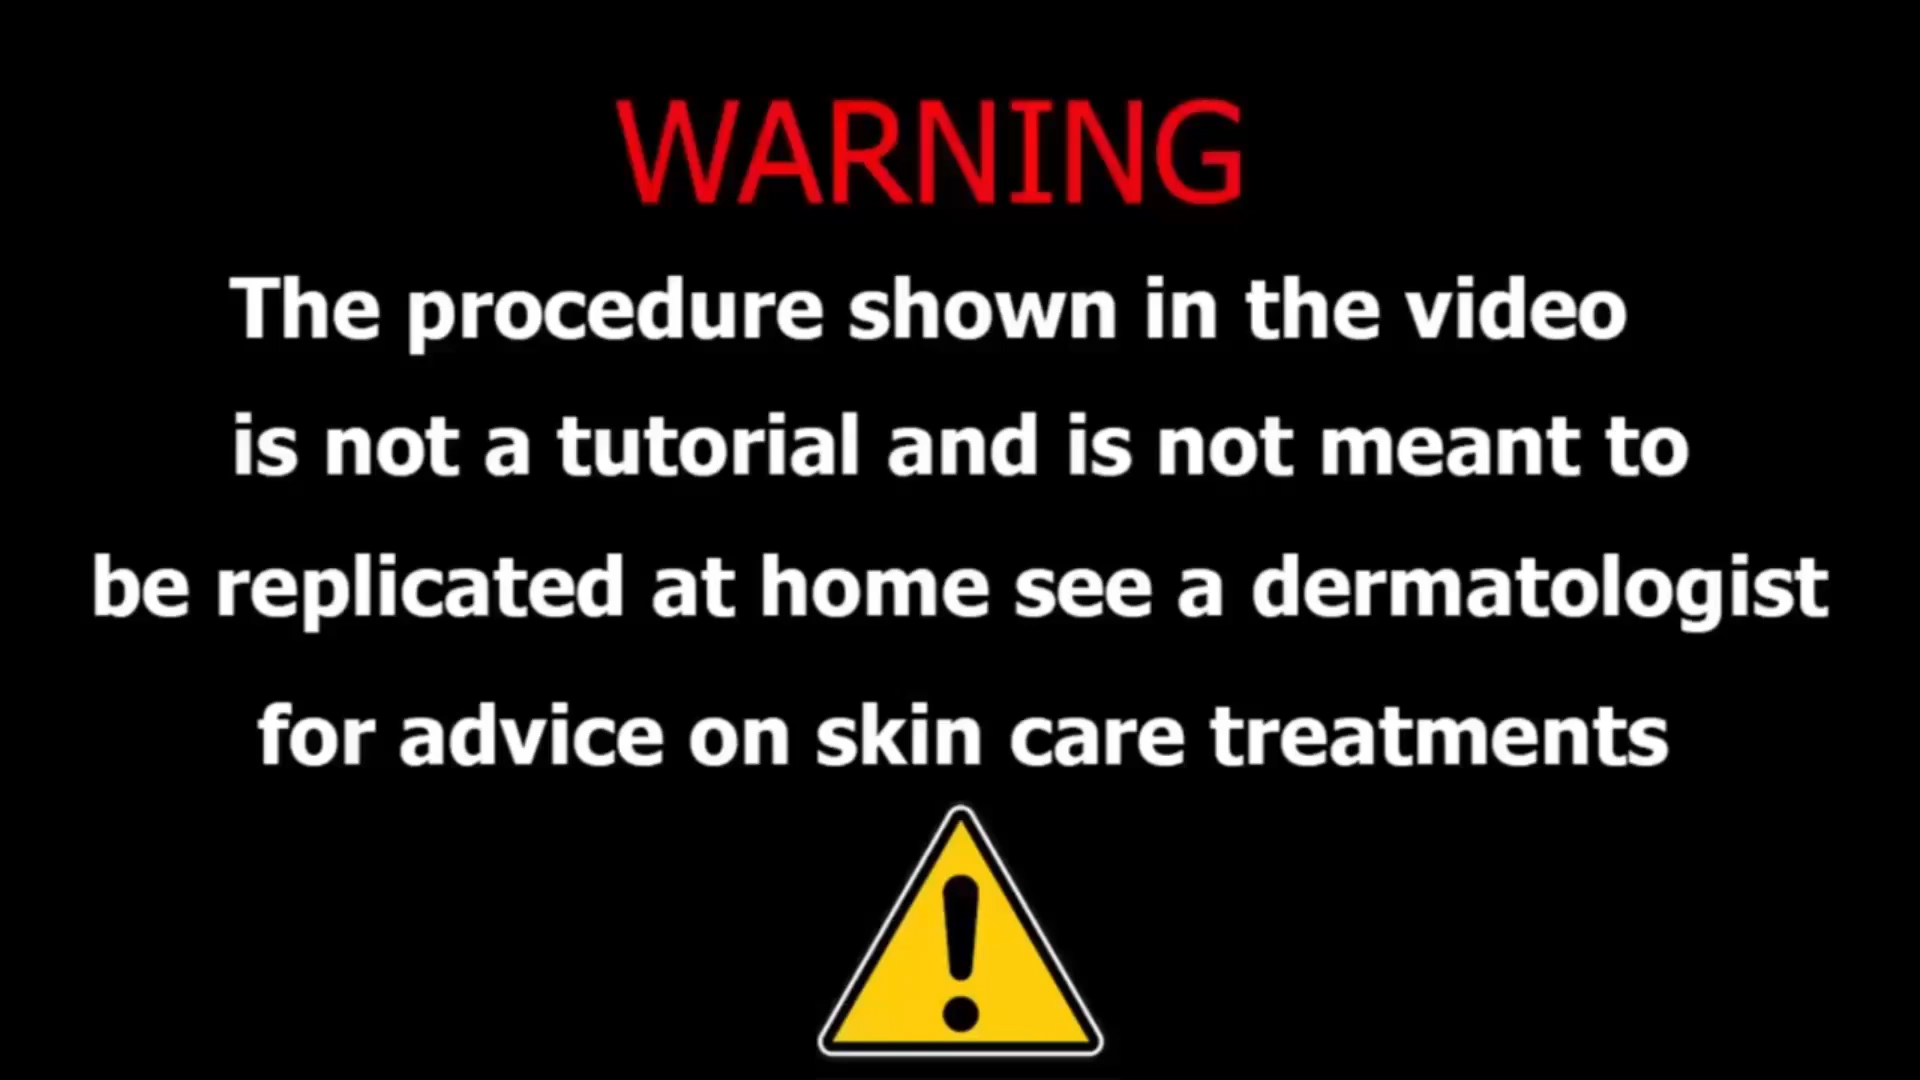 WARNING
The procedure shown in the video
is not a tutorial and is not meant to
be replicated at home see a dermatologist
for advice on skin care treatments